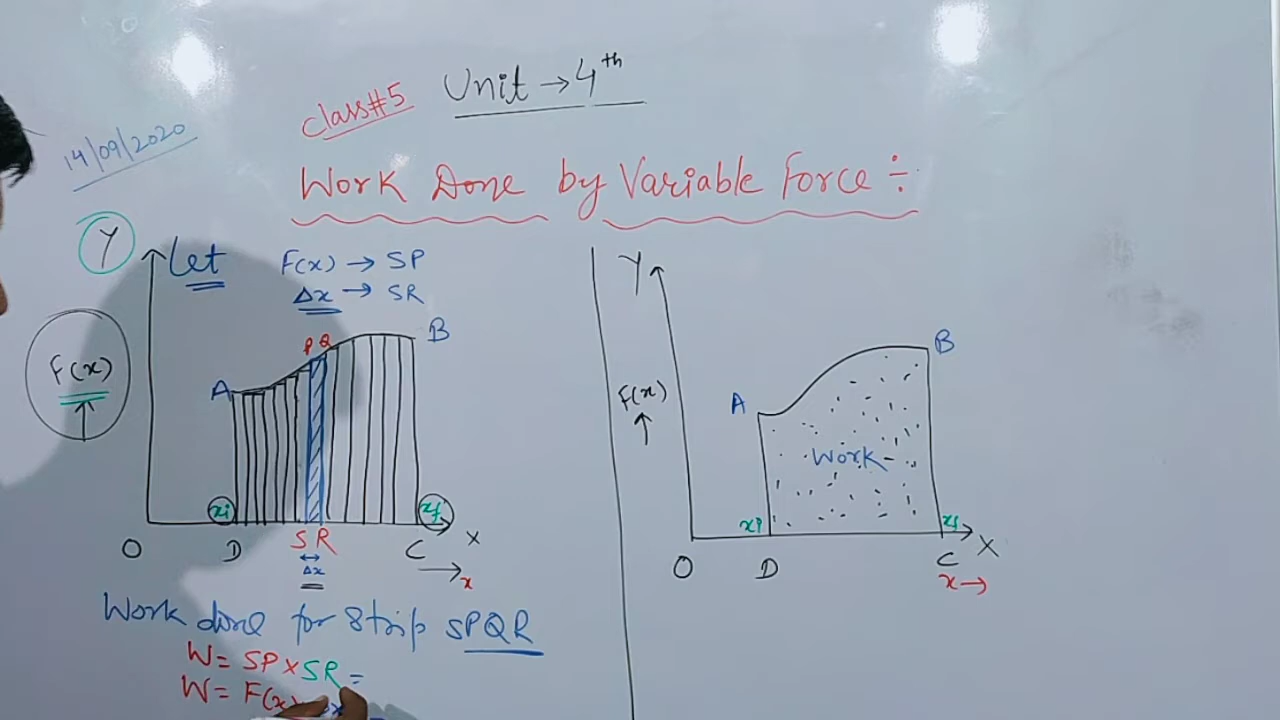 Unit → 4th
Class#5
14/09/2020
Work Done by Variable Force ÷
Y
Let F(x) → SP
Δx → SR
F(x)
A
P Q
B
xi
xf
O
D
S R
C
X
Δx
x
Work done for Strip SPQR
W = SP × SR =
W = F(x)
Y
F(x)
A
B
Work
xi
xf
O
D
C
X
x →